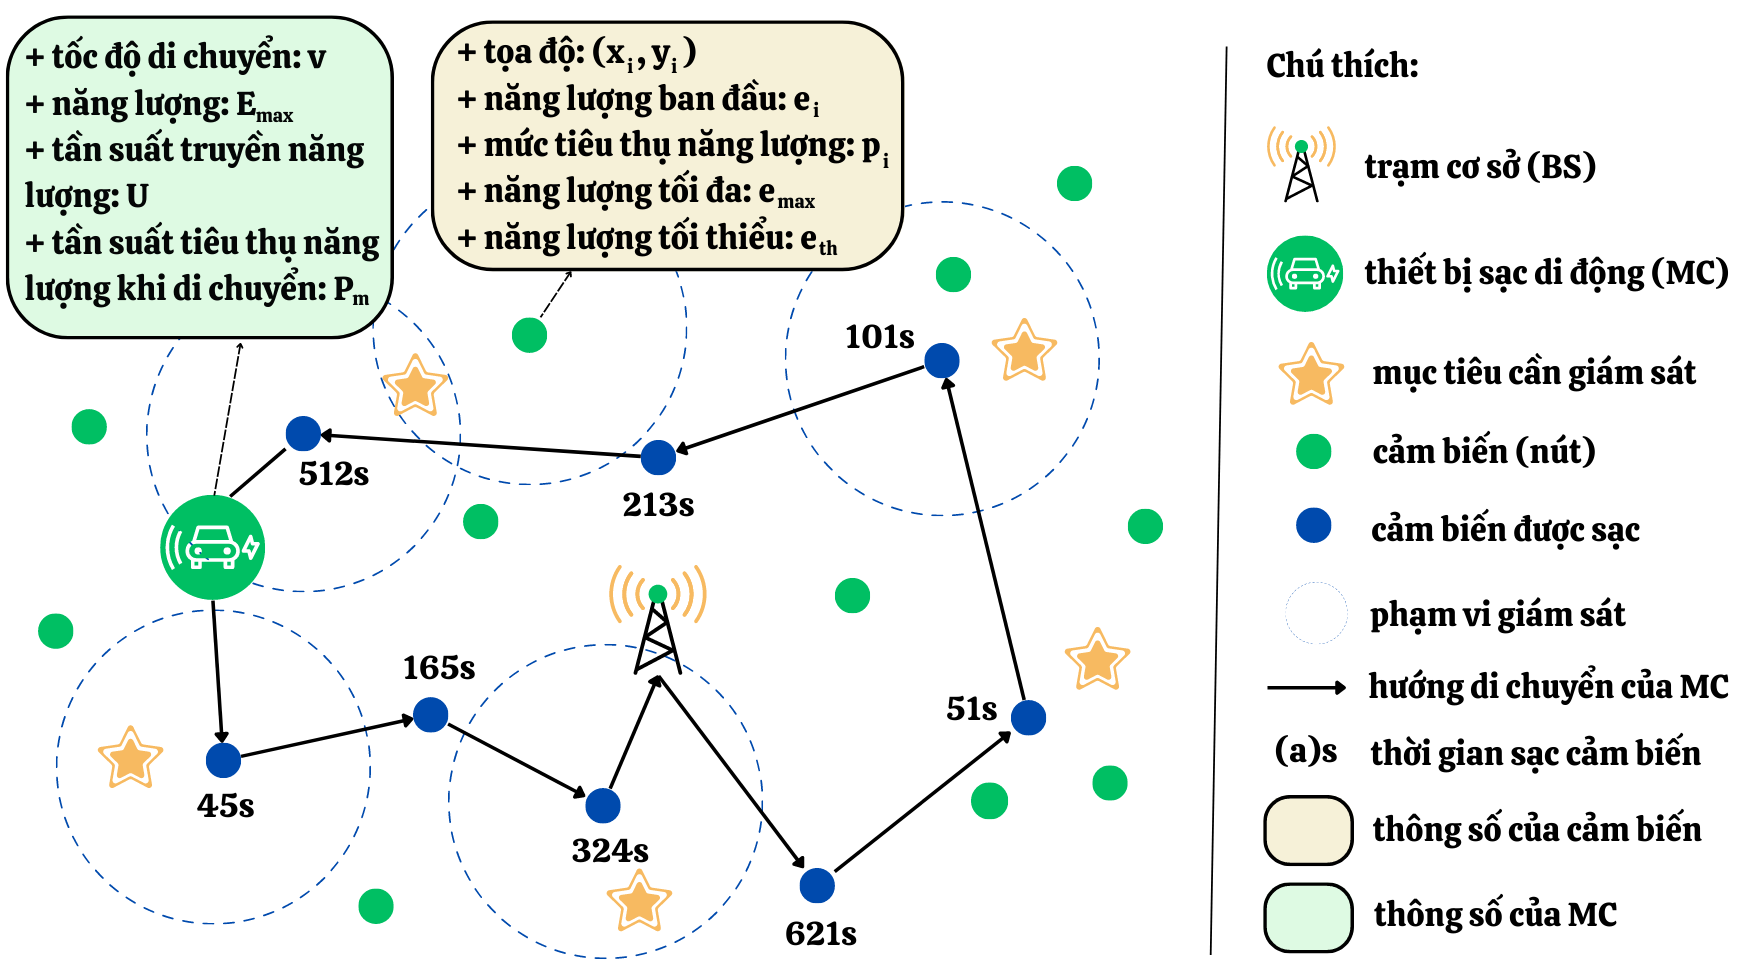 + tốc độ di chuyển: v
+ năng lượng: Emax
+ tần suất truyền năng
lượng: U
+ tần suất tiêu thụ năng
lượng khi di chuyển: Pm
+ tọa độ: (xi, yi)
+ năng lượng ban đầu: ei
+ mức tiêu thụ năng lượng: pi
+ năng lượng tối đa: emax
+ năng lượng tối thiểu: eth
101s
512s
213s
165s
51s
45s
324s
621s
Chú thích:
trạm cơ sở (BS)
thiết bị sạc di động (MC)
mục tiêu cần giám sát
cảm biến (nút)
cảm biến được sạc
phạm vi giám sát
hướng di chuyển của MC
(a)s thời gian sạc cảm biến
thông số của cảm biến
thông số của MC